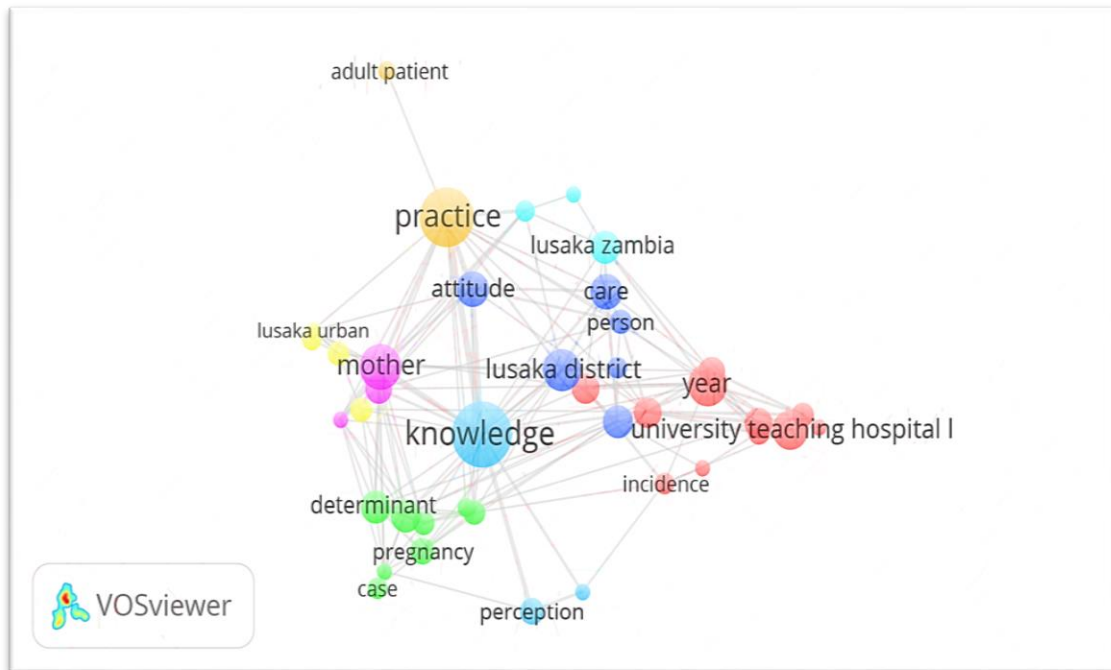 adult patient
practice
lusaka zambia
attitude
care
person
lusaka urban
mother
lusaka district
year
knowledge
university teaching hospital l
incidence
determinant
pregnancy
case
perception
VOSviewer